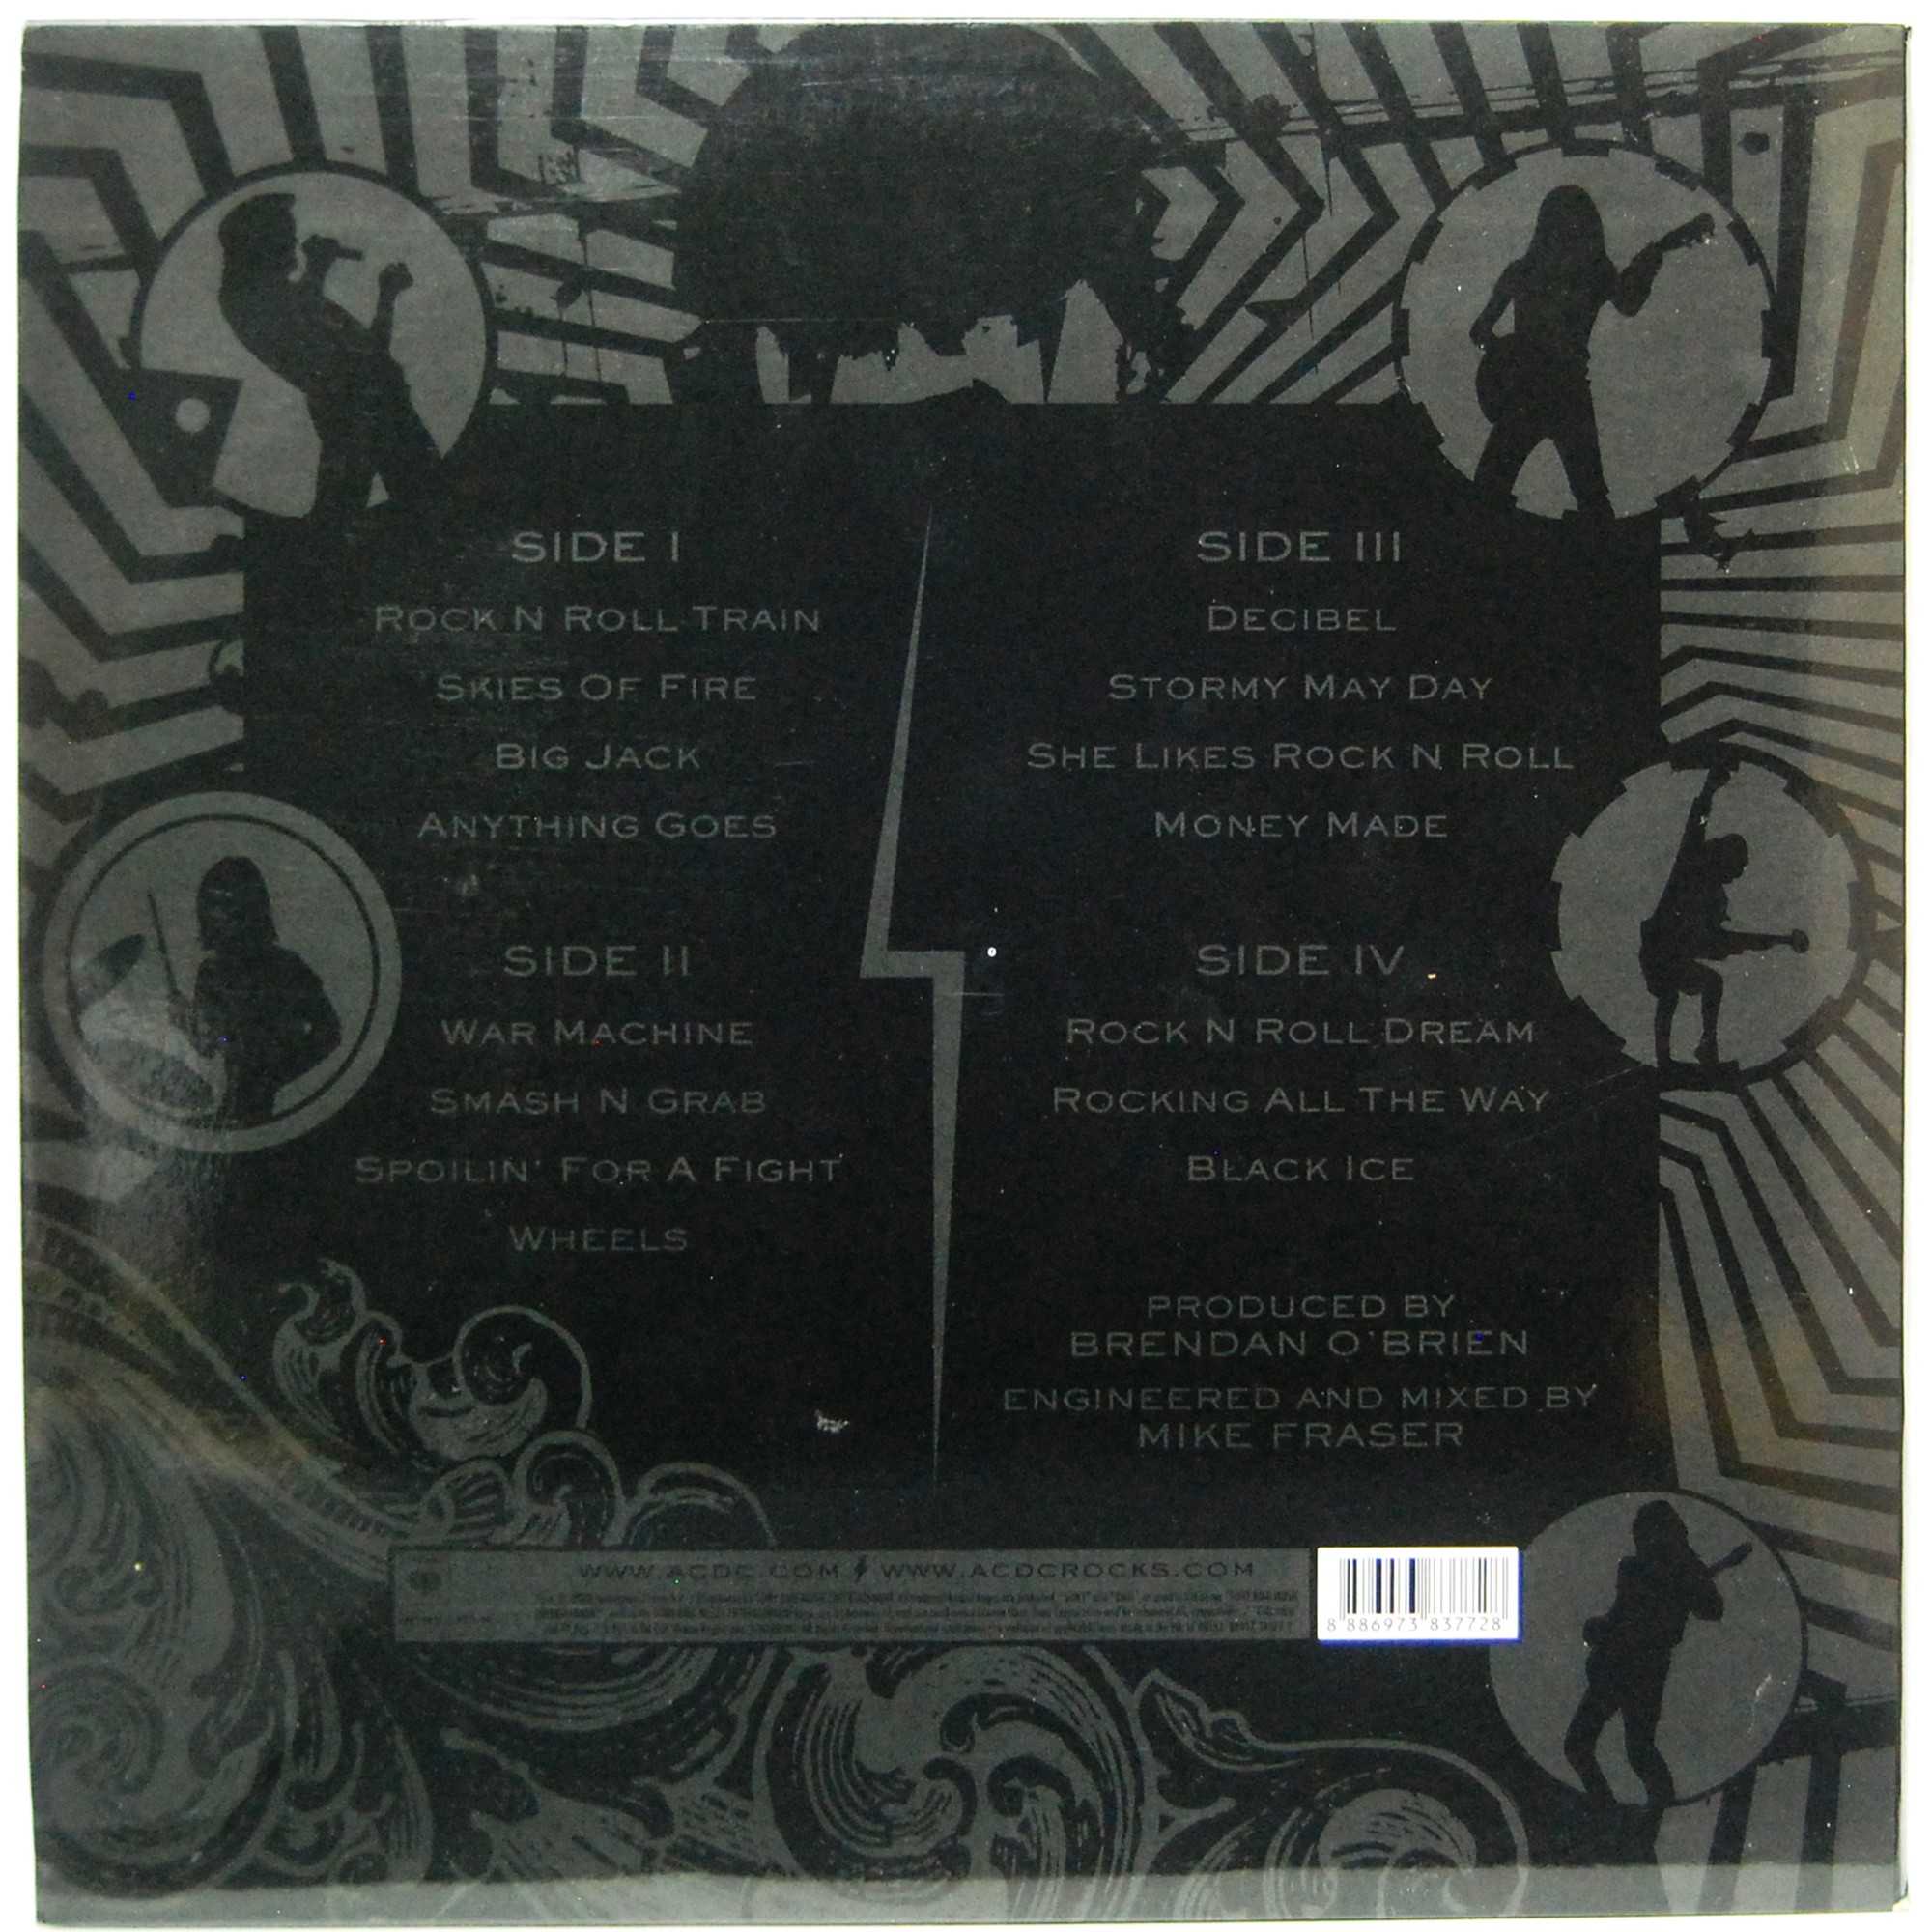 SIDE I
ROCK N ROLL TRAIN
SKIES OF FIRE
BIG JACK
ANYTHING GOES
SIDE II
WAR MACHINE
SMASH N GRAB
SPOILIN' FOR A FIGHT
WHEELS
SIDE III
DECIBEL
STORMY MAY DAY
SHE LIKES ROCK N ROLL
MONEY MADE
SIDE IV
ROCK N ROLL DREAM
ROCKING ALL THE WAY
BLACK ICE
PRODUCED BY
BRENDAN O'BRIEN
ENGINEERED AND MIXED BY
MIKE FRASER
WWW.ACDC.COM WWW.ACDCROCKS.COM
8 886973 837728